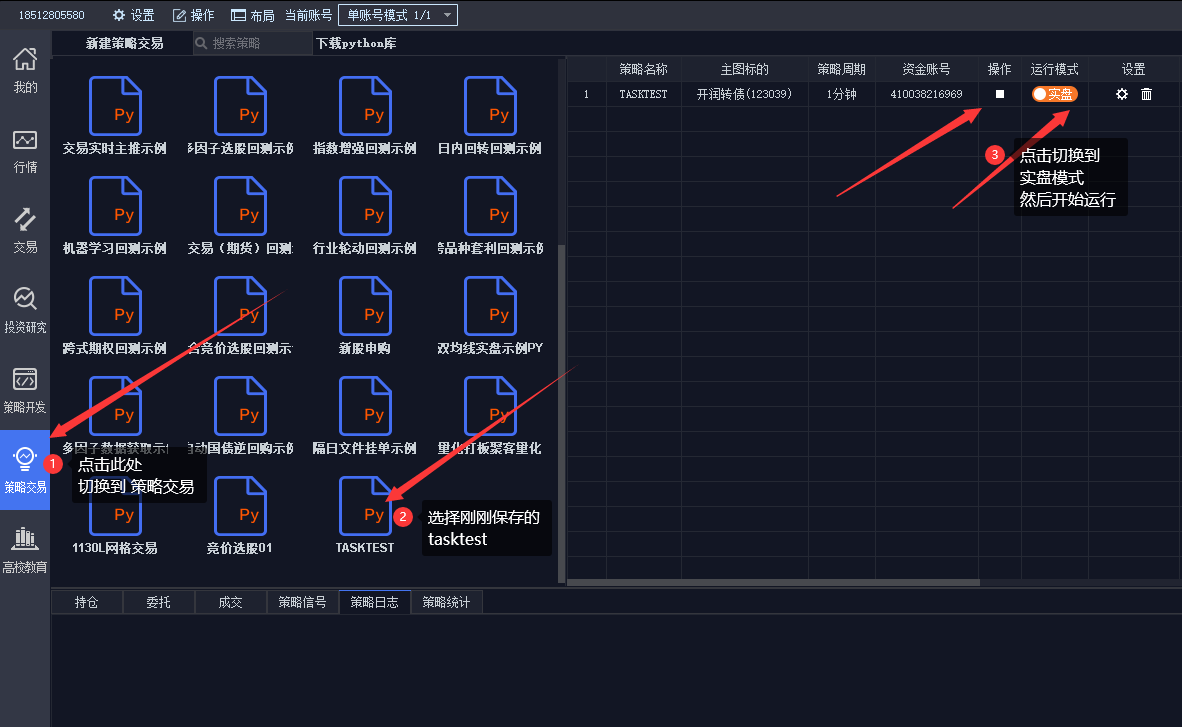 18512805580 设置 操作 布局 当前账号 单账号模式 1/1
新建策略交易 搜索策略 下载python库
我的
行情
交易
投资研究
策略开发
策略交易
高校教育
Py Py Py Py
交易实时主推示例 多因子选股回测示例 指数增强回测示例 日内回转回测示例
Py Py Py Py
机器学习回测示例 交易（期货）回测 行业轮动回测示例 跨品种套利回测示例
Py Py Py Py
跨式期权回测示例 合竞价选股回测示 新股申购 双均线实盘示例PY
Py Py Py Py
多因子数据获取示 自动国债逆回购示例 隔日文件挂单示例 量化打板聚客量化
Py Py Py
1130L网格交易 竞价选股01 TASKTEST
1 点击此处
切换到 策略交易
2 选择刚刚保存的
tasktest
策略名称 主图标的 策略周期 资金账号 操作 运行模式 设置
1 TASKTEST 开润转债(123039) 1分钟 410038216969 实盘
3 点击切换到
实盘模式
然后开始运行
持仓 委托 成交 策略信号 策略日志 策略统计